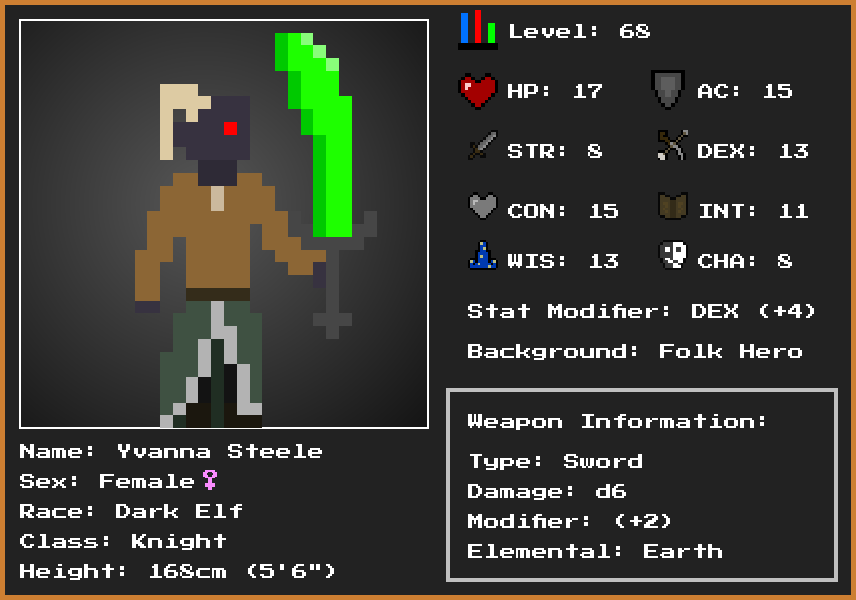 Level: 68
HP: 17
AC: 15
STR: 8
DEX: 13
CON: 15
INT: 11
WIS: 13
CHA: 8
Stat Modifier: DEX (+4)
Background: Folk Hero
Weapon Information:
Type: Sword
Damage: d6
Modifier: (+2)
Elemental: Earth
Name: Yvanna Steele
Sex: Female♀
Race: Dark Elf
Class: Knight
Height: 168cm (5'6")